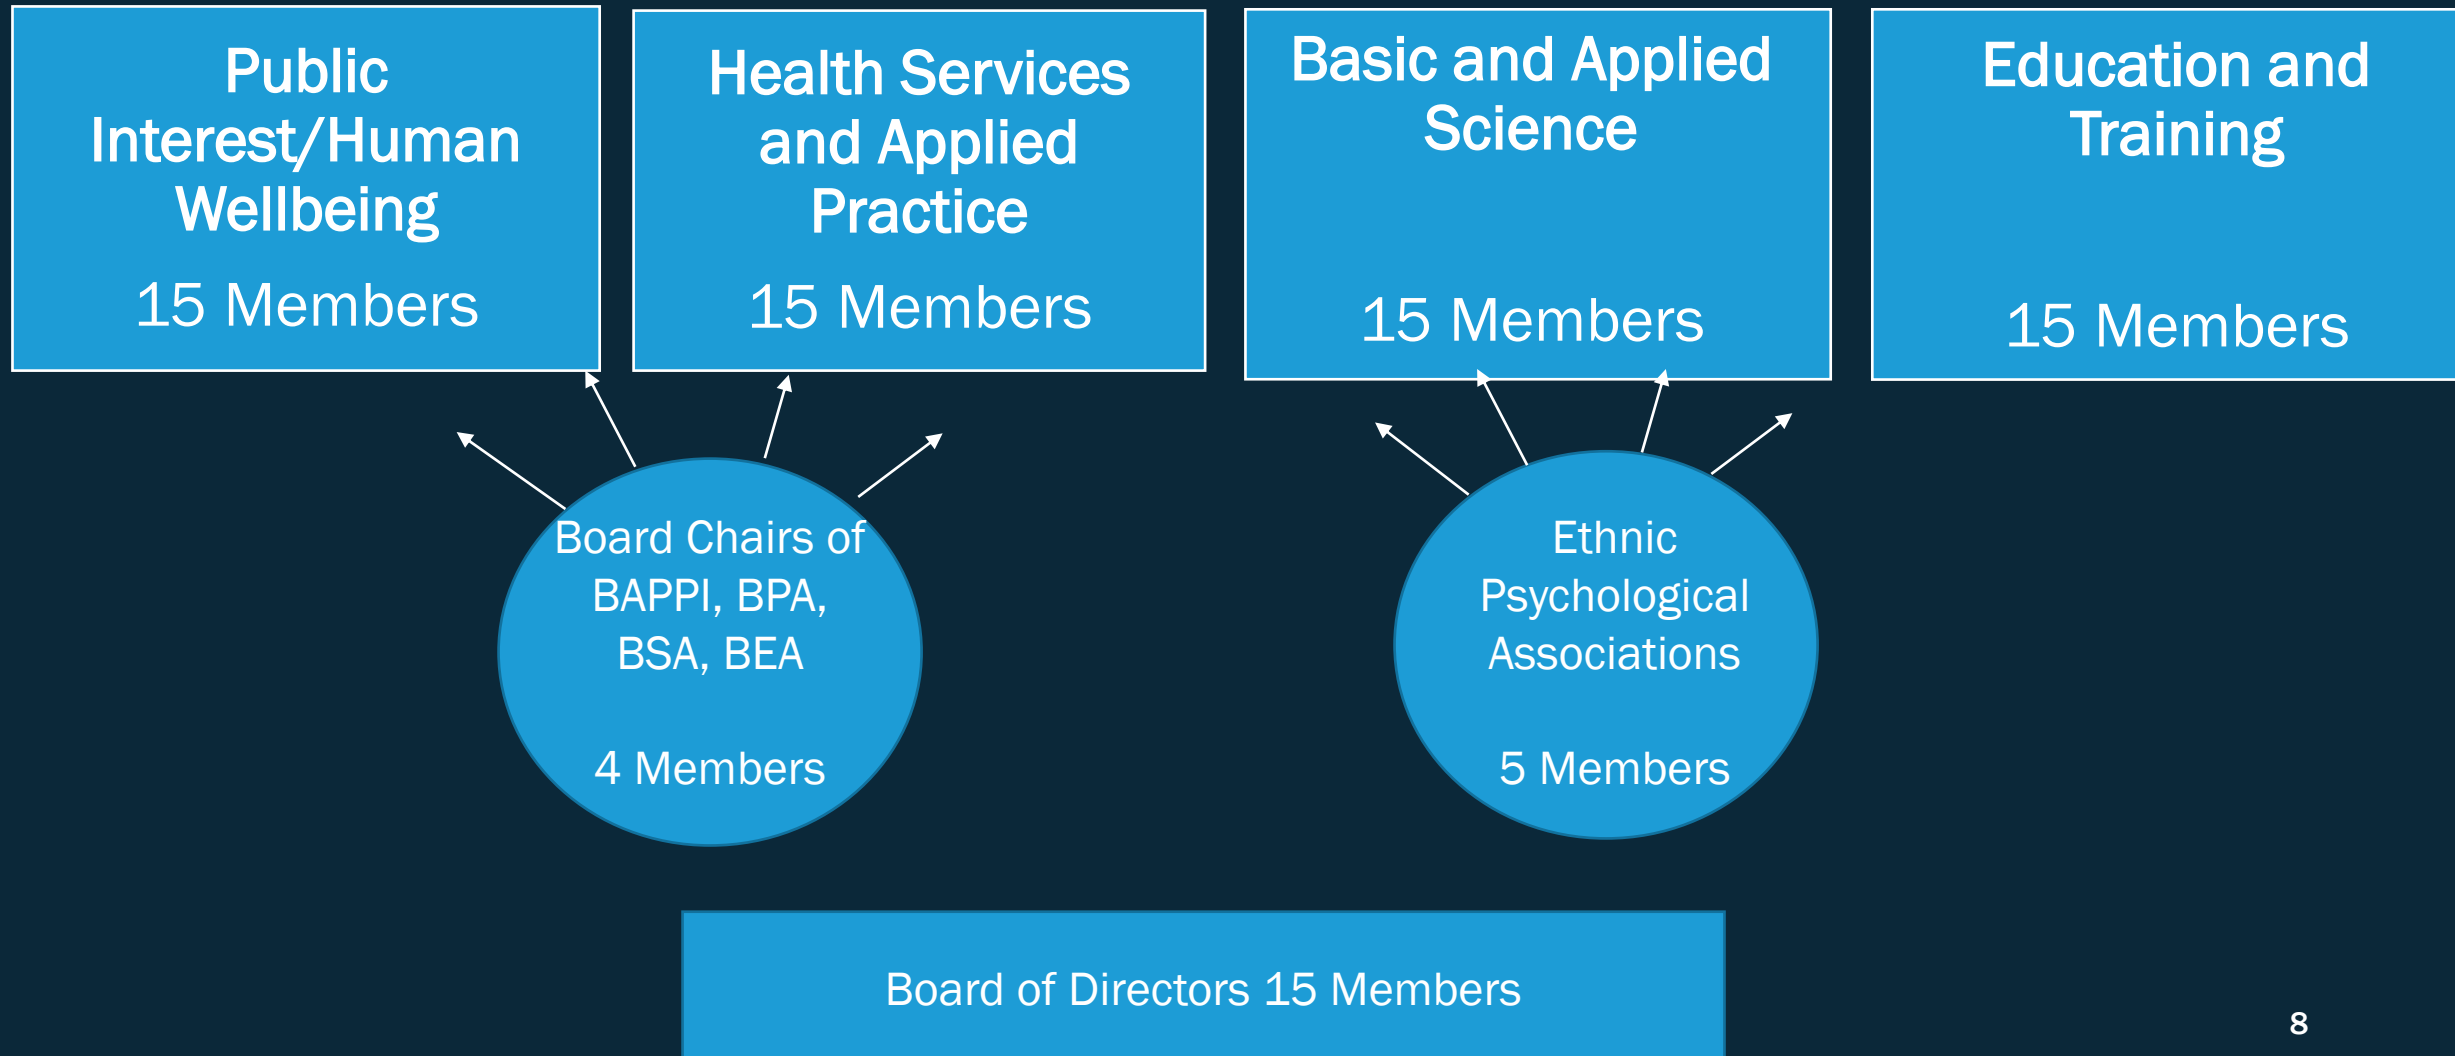 Public
Interest/Human
Wellbeing
15 Members
Health Services
and Applied
Practice
15 Members
Basic and Applied
Science
15 Members
Education and
Training
15 Members
Board Chairs of
BAPPI, BPA,
BSA, BEA
4 Members
Ethnic
Psychological
Associations
5 Members
Board of Directors 15 Members
8